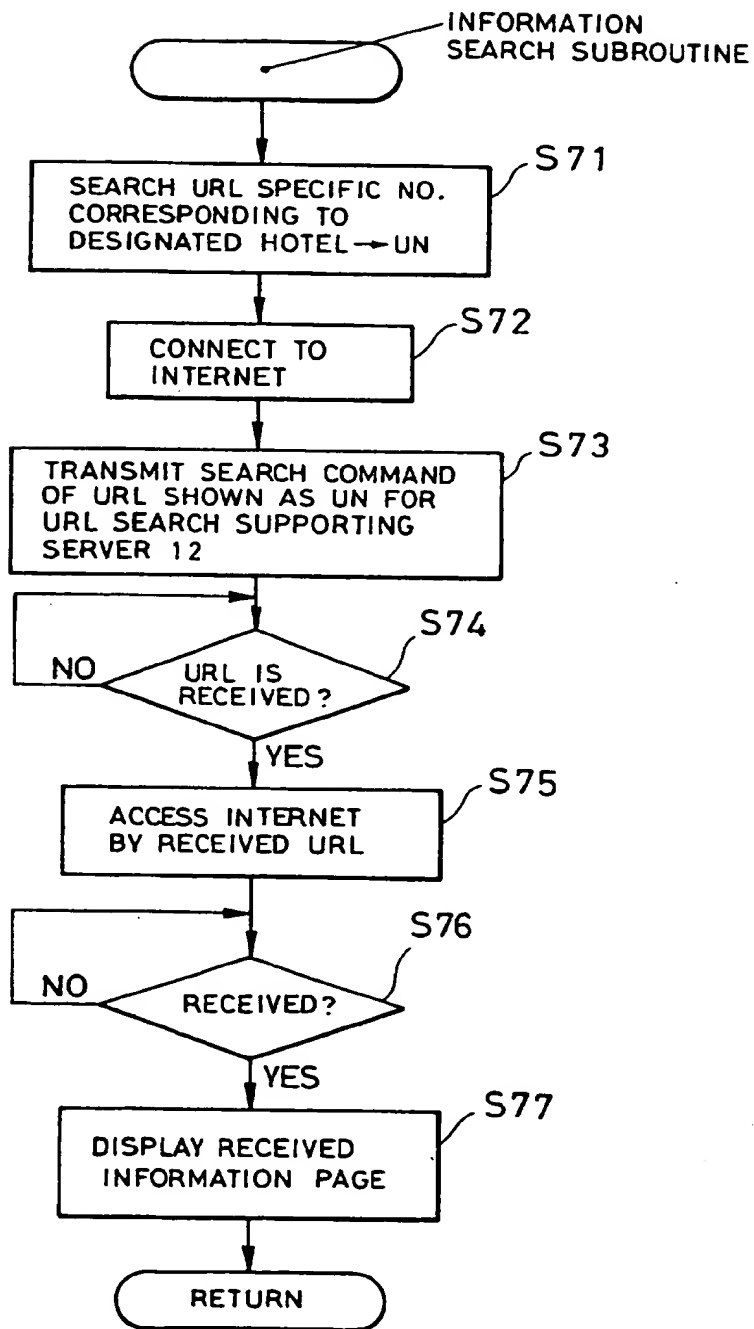 INFORMATION
SEARCH SUBROUTINE
S71
SEARCH URL SPECIFIC NO.
CORRESPONDING TO
DESIGNATED HOTEL→UN
S72
CONNECT TO
INTERNET
S73
TRANSMIT SEARCH COMMAND
OF URL SHOWN AS UN FOR
URL SEARCH SUPPORTING
SERVER 12
S74
NO
URL IS
RECEIVED?
YES
S75
ACCESS INTERNET
BY RECEIVED URL
S76
NO
RECEIVED?
YES
S77
DISPLAY RECEIVED
INFORMATION PAGE
RETURN